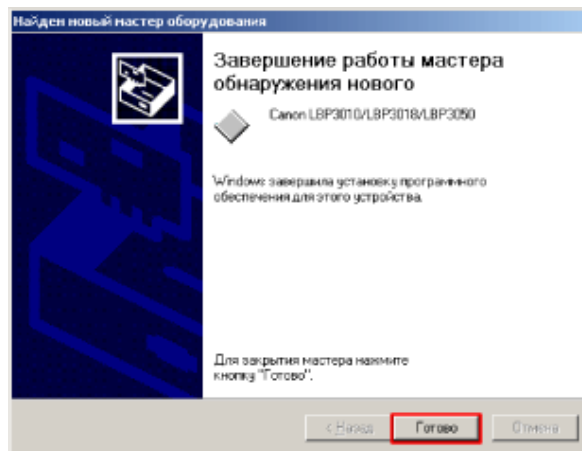 Найден новый мастер оборудования
Завершение работы мастера
обнаружения нового
Canon LBP3010/LBP3018/LBP3050
Windows завершила установку программного
обеспечения для этого устройства.
Для закрытия мастера нажмите
кнопку "Готово".
< Назад Готово Отмена